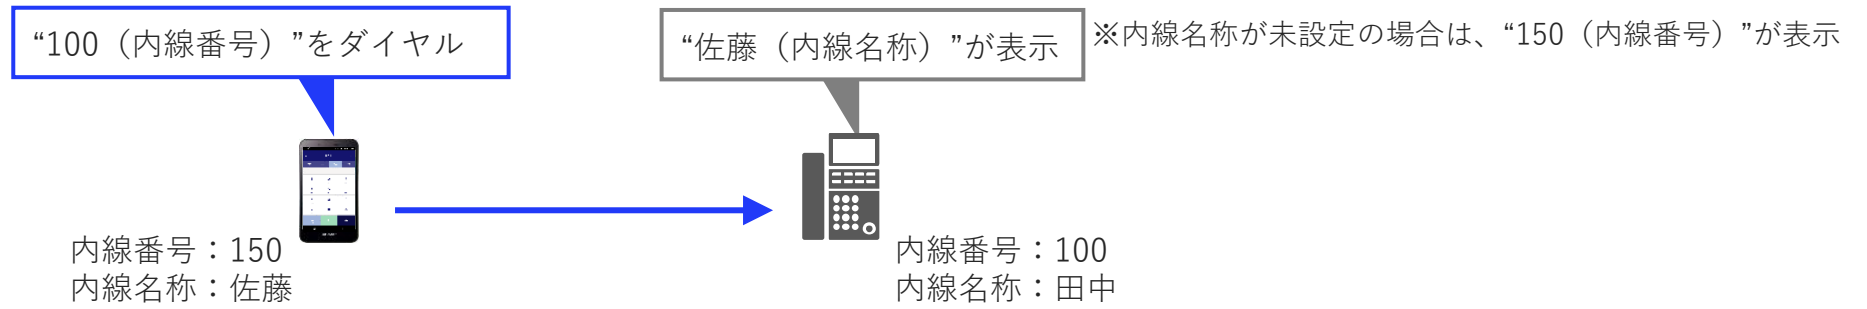 “100（内線番号）”をダイヤル
“佐藤（内線名称）”が表示
※内線名称が未設定の場合は、“150（内線番号）”が表示
内線番号：150
内線名称：佐藤
内線番号：100
内線名称：田中